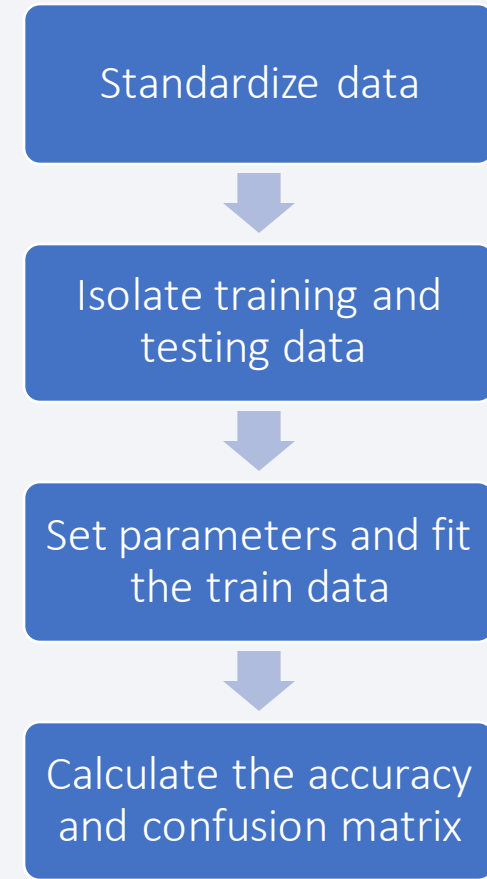 Standardize data
Isolate training and
testing data
Set parameters and fit
the train data
Calculate the accuracy
and confusion matrix